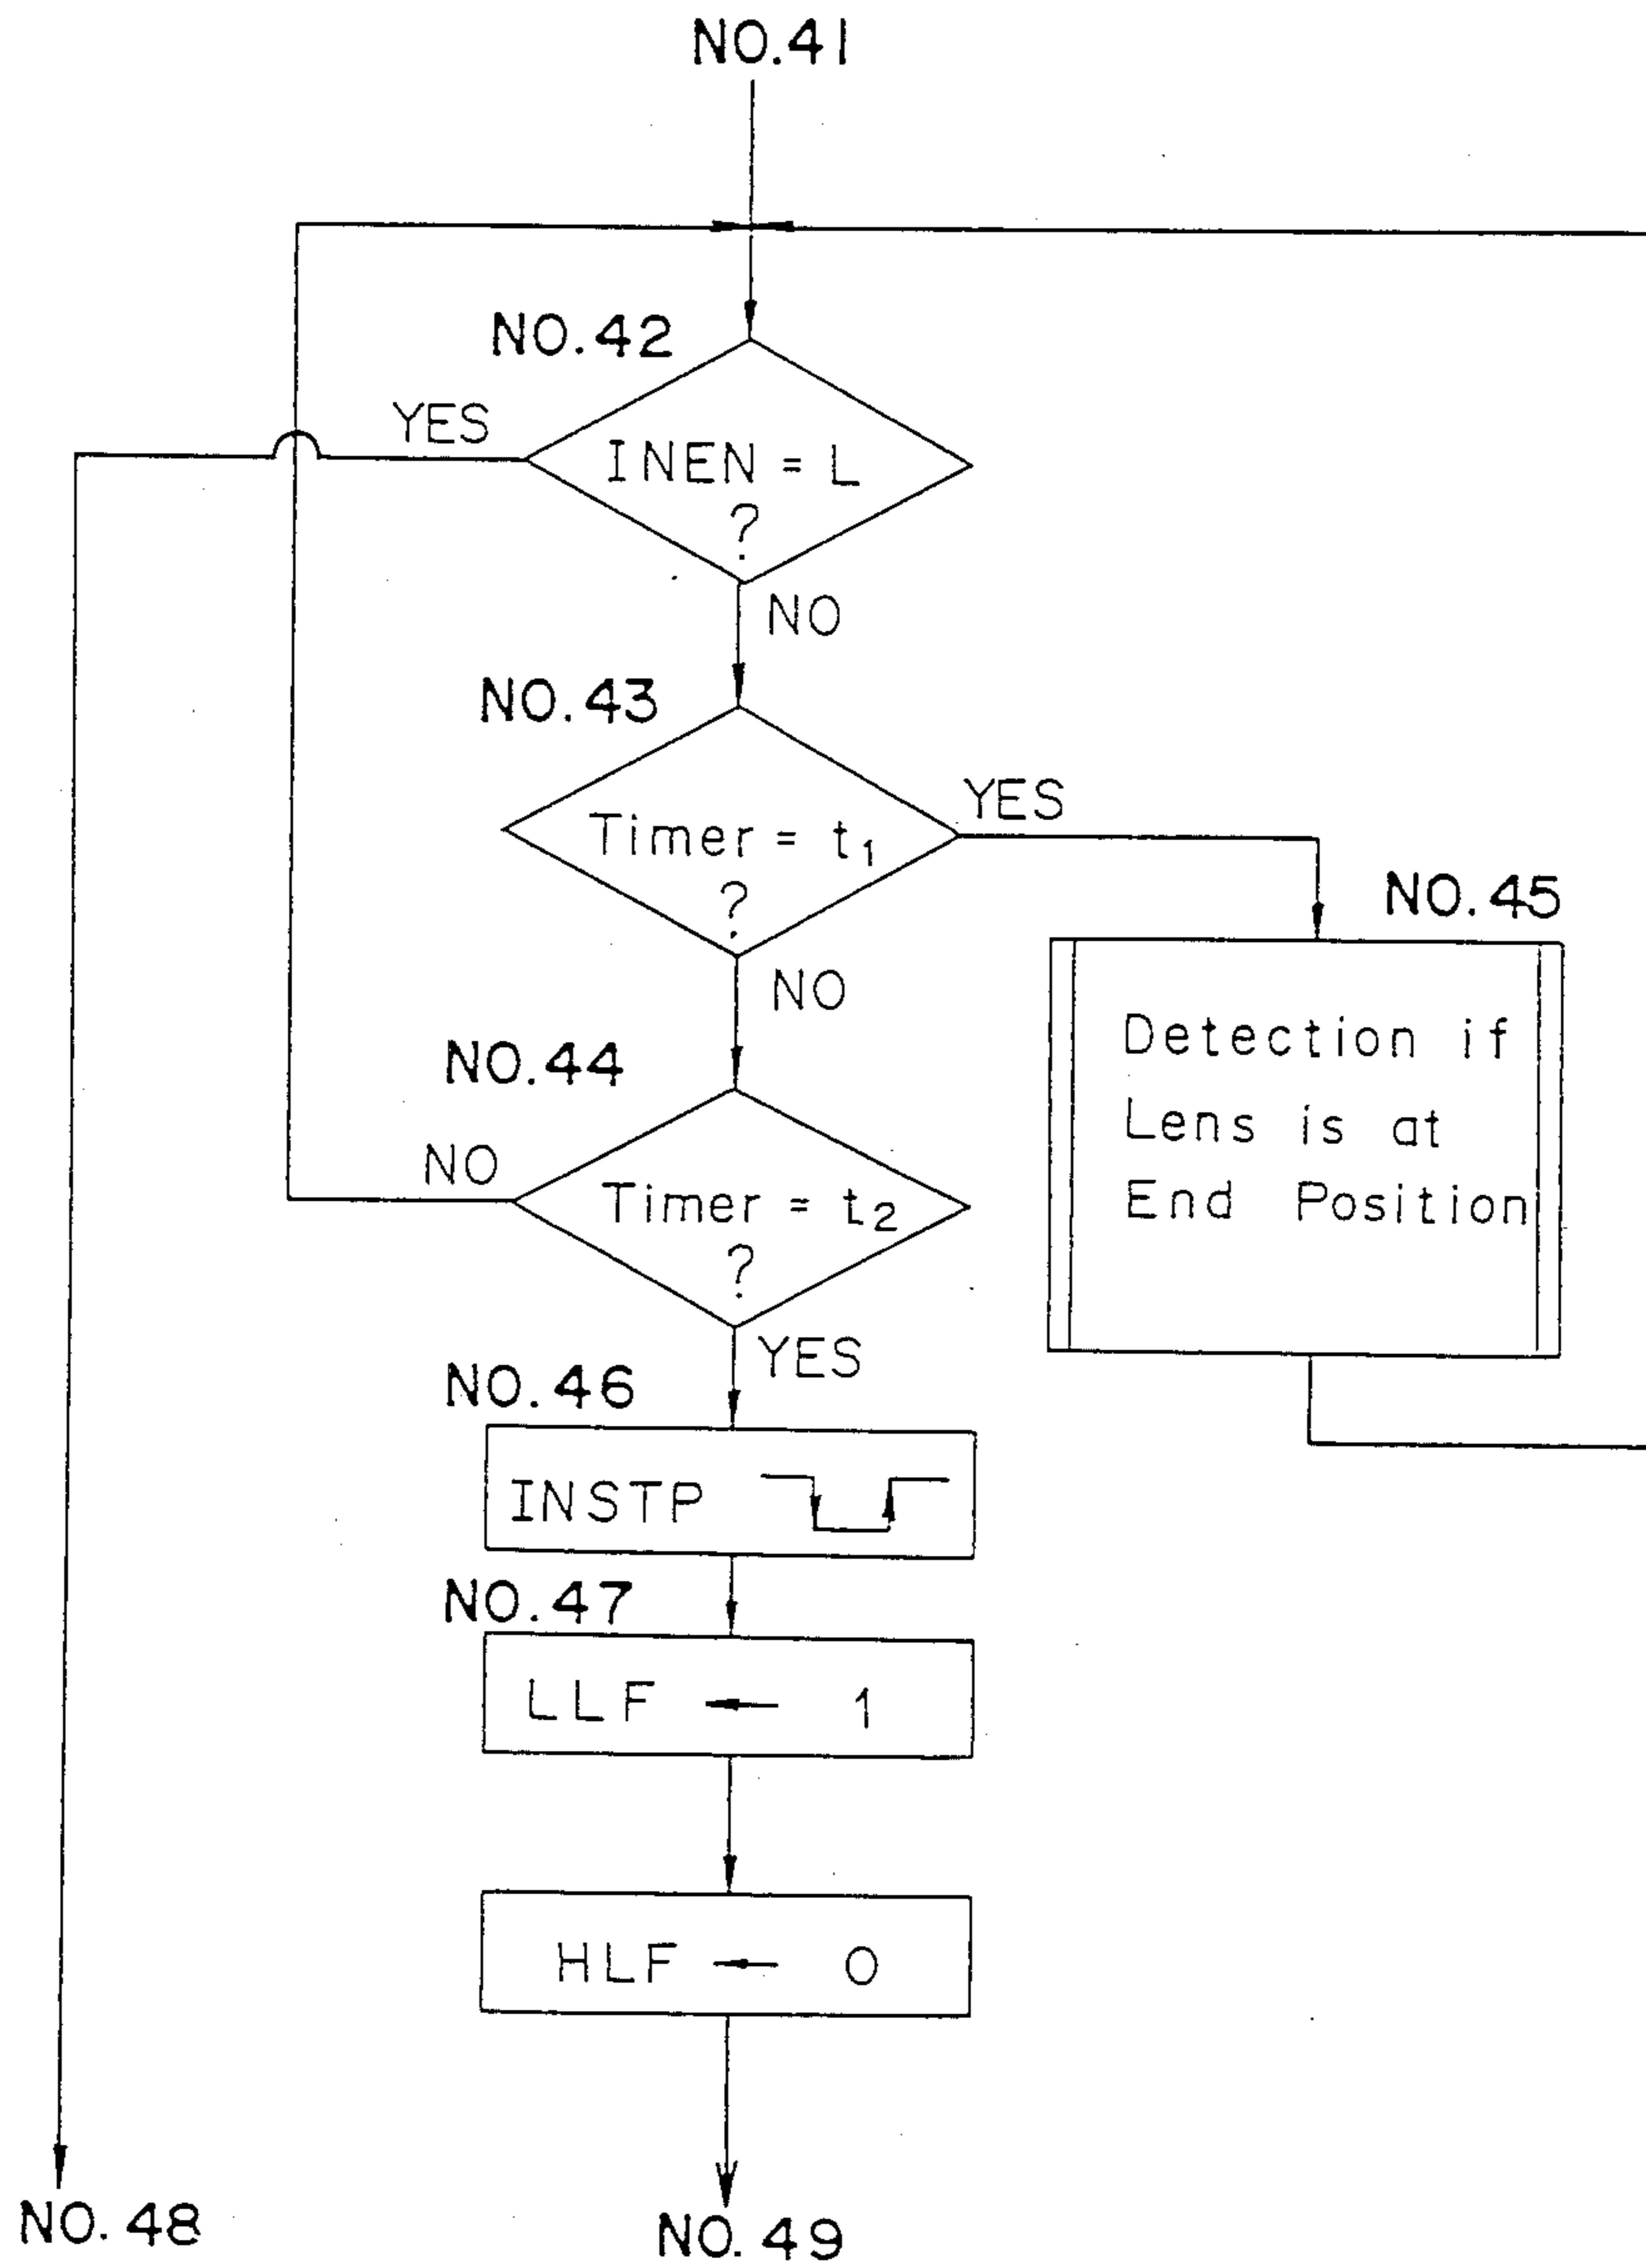 NO.41
NO.42
YES
INEN = L
?
NO
NO.43
YES
Timer = t₁
?
NO.45
NO
Detection if
Lens is at
End Position
NO.44
NO
Timer = t₂
?
YES
NO.46
INSTP
NO.47
LLF ← 1
HLF ← 0
NO.48
NO.49